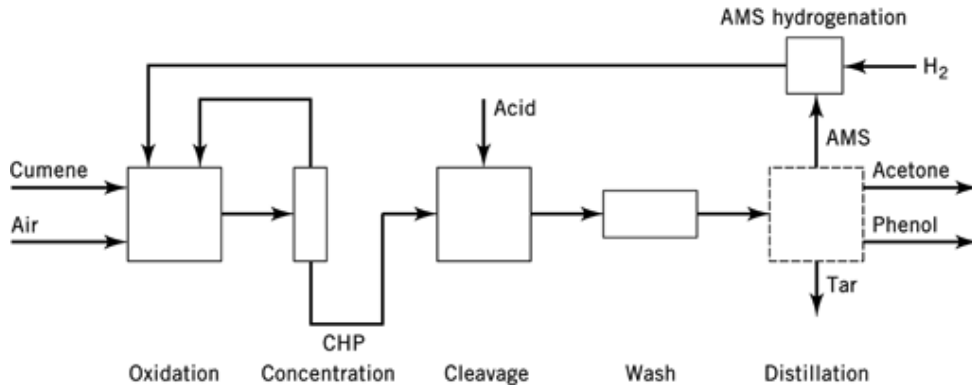 AMS hydrogenation
H₂
Acid
AMS
Cumene
Acetone
Air
Phenol
Tar
CHP
Oxidation Concentration Cleavage Wash Distillation